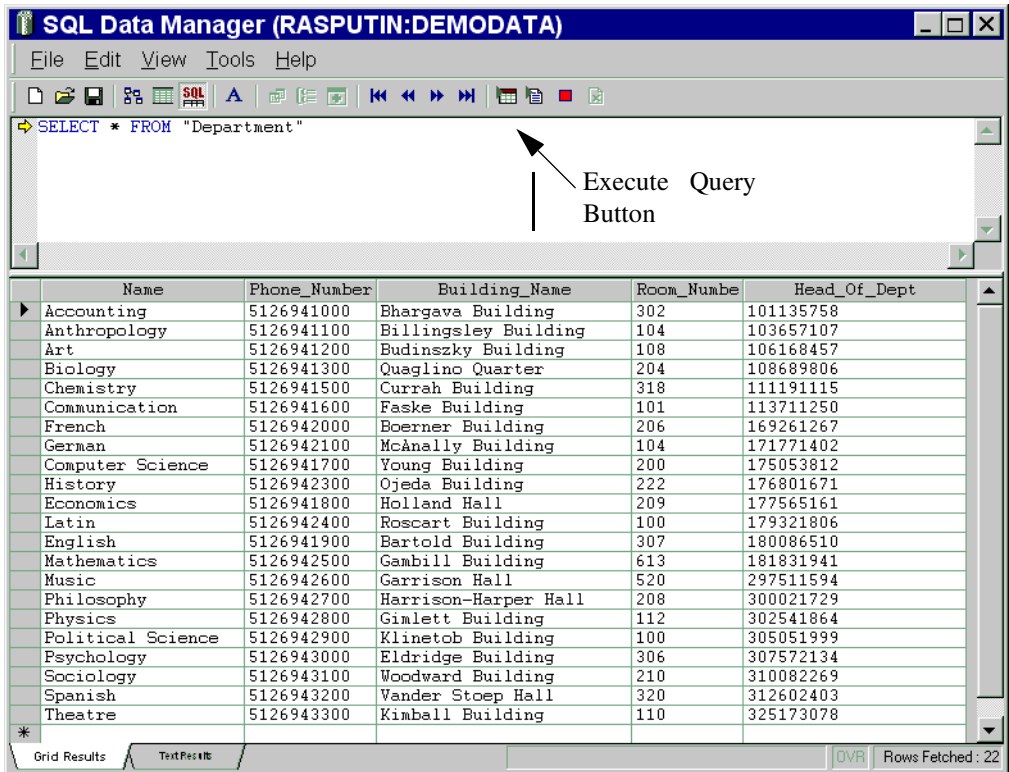 SQL Data Manager (RASPUTIN:DEMODATA)
File Edit View Tools Help
SQL A
SELECT * FROM "Department"
Execute Query
Button
Name Phone_Number Building_Name Room_Numbe Head_Of_Dept
Accounting 5126941000 Bhargava Building 302 101135758
Anthropology 5126941100 Billingsley Building 104 103657107
Art 5126941200 Budinszky Building 108 106168457
Biology 5126941300 Quaglino Quarter 204 108689806
Chemistry 5126941500 Currah Building 318 111191115
Communication 5126941600 Faske Building 101 113711250
French 5126942000 Boerner Building 206 169261267
German 5126942100 McAnally Building 104 171771402
Computer Science 5126941700 Young Building 200 175053812
History 5126942300 Ojeda Building 222 176801671
Economics 5126941800 Holland Hall 209 177565161
Latin 5126942400 Roscart Building 100 179321806
English 5126941900 Bartold Building 307 180086510
Mathematics 5126942500 Gambill Building 613 181831941
Music 5126942600 Garrison Hall 520 297511594
Philosophy 5126942700 Harrison-Harper Hall 208 300021729
Physics 5126942800 Gimlett Building 112 302541864
Political Science 5126942900 Klinetob Building 100 305051999
Psychology 5126943000 Eldridge Building 306 307572134
Sociology 5126943100 Woodward Building 210 310082269
Spanish 5126943200 Vander Stoep Hall 320 312602403
Theatre 5126943300 Kimball Building 110 325173078
*
Grid Results Text Results OVR Rows Fetched : 22